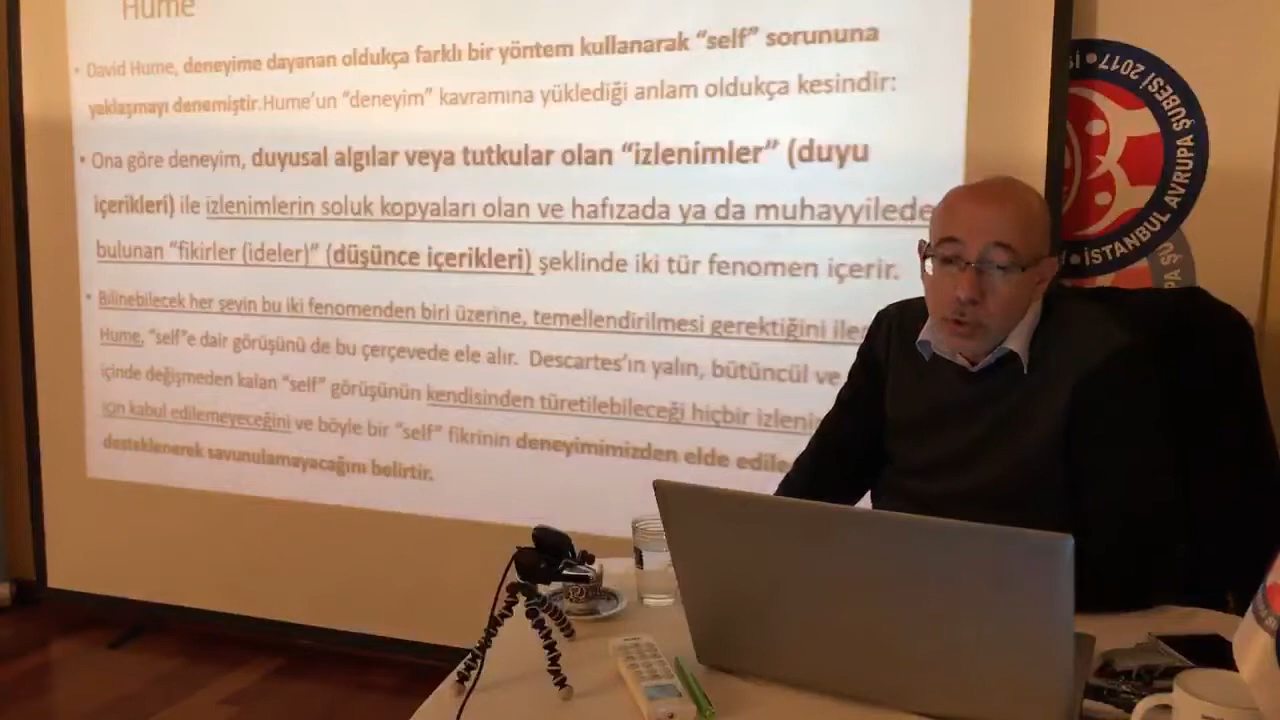 Hume
• David Hume, deneyime dayanan oldukça farklı bir yöntem kullanarak “self” sorununa
yaklaşmayı denemiştir.Hume’un “deneyim” kavramına yüklediği anlam oldukça kesindir:
• Ona göre deneyim, duyusal algılar veya tutkular olan “izlenimler” (duyu
içerikleri) ile izlenimlerin soluk kopyaları olan ve hafızada ya da muhayyilede
bulunan “fikirler (ideler)” (düşünce içerikleri) şeklinde iki tür fenomen içerir.
• Bilinebilecek her şeyin bu iki fenomenden biri üzerine, temellendirilmesi gerektiğini
Hume, “self”e dair görüşünü de bu çerçevede ele alır. Descartes’ın yalın, bütüncül ve
içinde değişmeden kalan “self” görüşünün kendisinden türetilebileceği hiçbir
için kabul edilemeyeceğini ve böyle bir “self” fikrinin deneyimimizden elde
desteklenerek savunulamayacağını belirtir.
İSTANBUL AVRUPA ŞUBESİ 2017